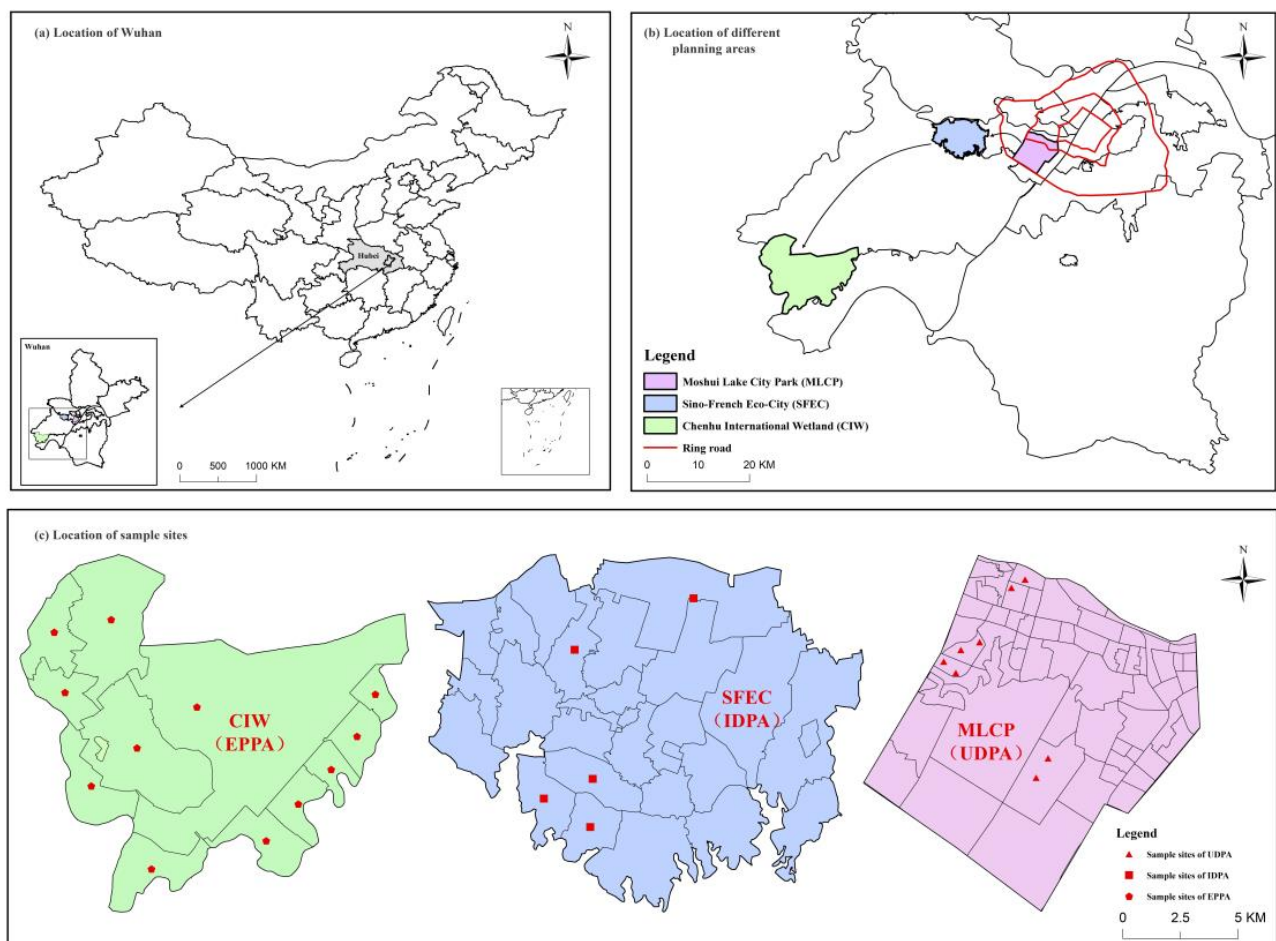 (a) Location of Wuhan
N
Hubei
Wuhan
0 500 1000 KM
(b) Location of different
planning areas
N
Legend
Moshui Lake City Park (MLCP)
Sino-French Eco-City (SFEC)
Chenhu International Wetland (CIW)
Ring road
0 10 20 KM
(c) Location of sample sites
N
CIW
（EPPA）
SFEC
（IDPA）
MLCP
（UDPA）
Legend
Sample sites of UDPA
Sample sites of IDPA
Sample sites of EPPA
0 2.5 5 KM